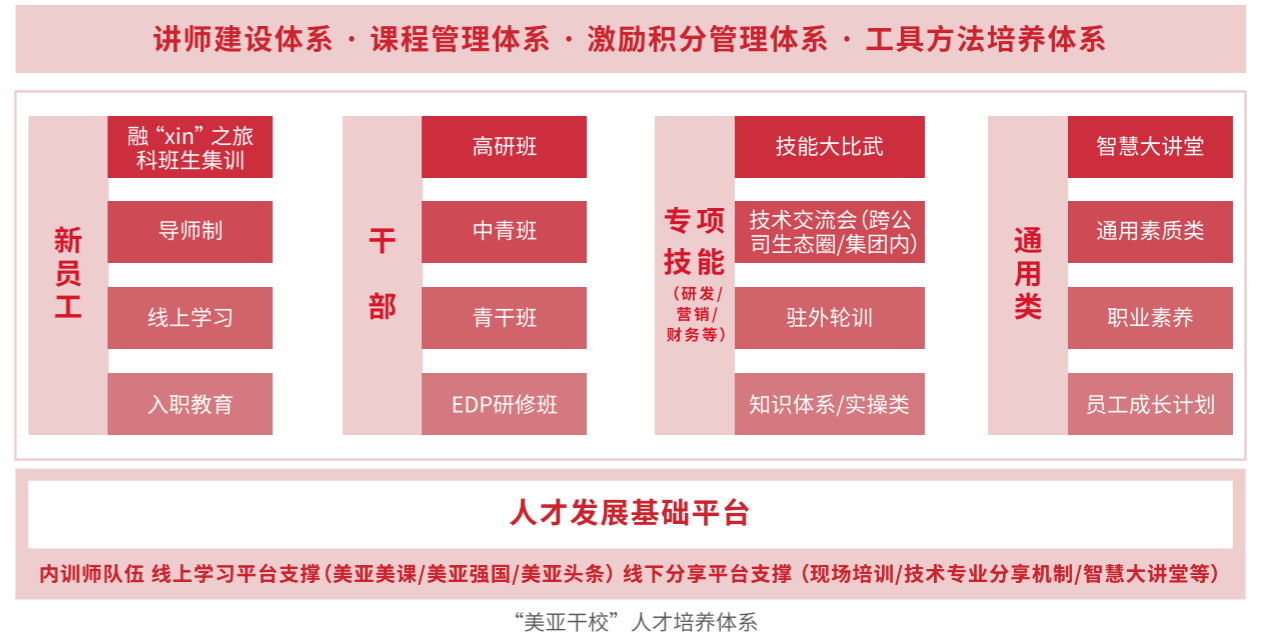 讲师建设体系 · 课程管理体系 · 激励积分管理体系 · 工具方法培养体系
新
员
工
融“xin”之旅
科班生集训
导师制
线上学习
入职教育
干
部
高研班
中青班
青干班
EDP研修班
专项
技能
（研发/
营销/
财务等）
技能大比武
技术交流会（跨公
司生态圈/集团内）
驻外轮训
知识体系/实操类
通
用
类
智慧大讲堂
通用素质类
职业素养
员工成长计划
人才发展基础平台
内训师队伍 线上学习平台支撑（美亚美课/美亚强国/美亚头条） 线下分享平台支撑（现场培训/技术专业分享机制/智慧大讲堂等）
“美亚干校”人才培养体系